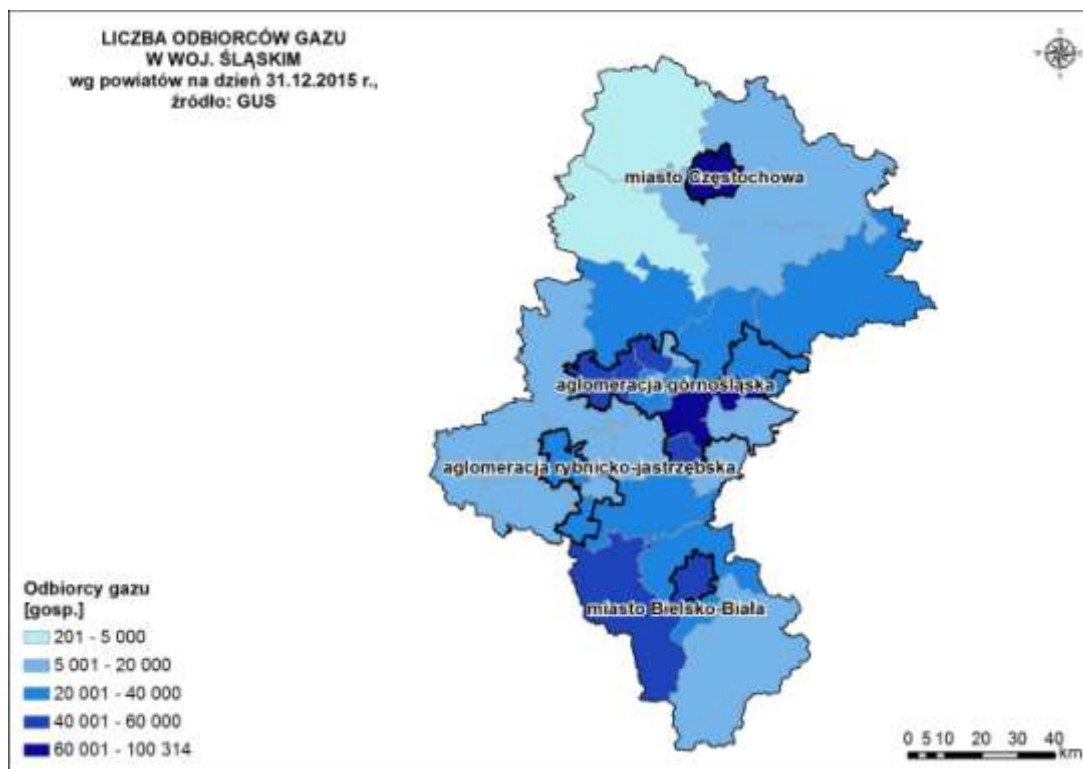 LICZBA ODBIORCÓW GAZU
W WOJ. ŚLĄSKIM
wg powiatów na dzień 31.12.2015 r.,
źródło: GUS
miasto Częstochowa
aglomeracja górnośląska
aglomeracja rybnicko-jastrzębska
miasto Bielsko-Biała
Odbiorcy gazu
[gosp.]
201 - 5 000
5 001 - 20 000
20 001 - 40 000
40 001 - 60 000
60 001 - 100 314
0 5 10 20 30 40
km